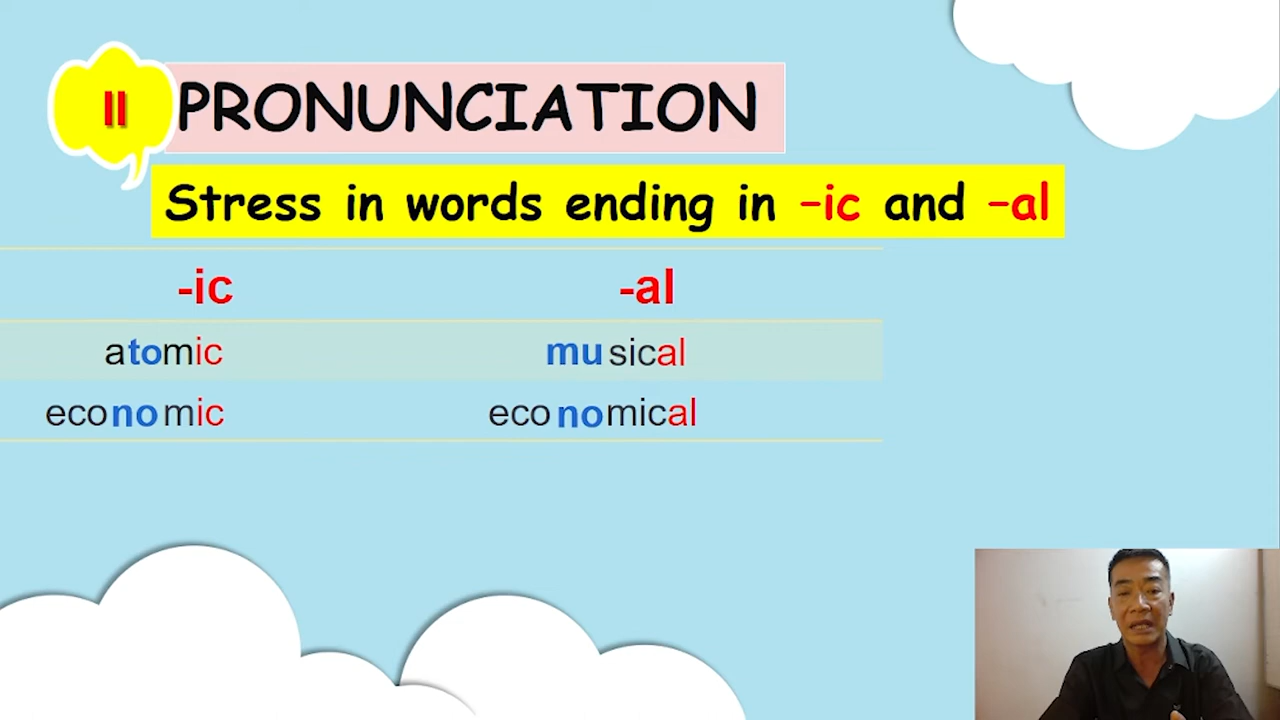 II
PRONUNCIATION
Stress in words ending in –ic and –al
-ic -al
atomic musical
economic economical